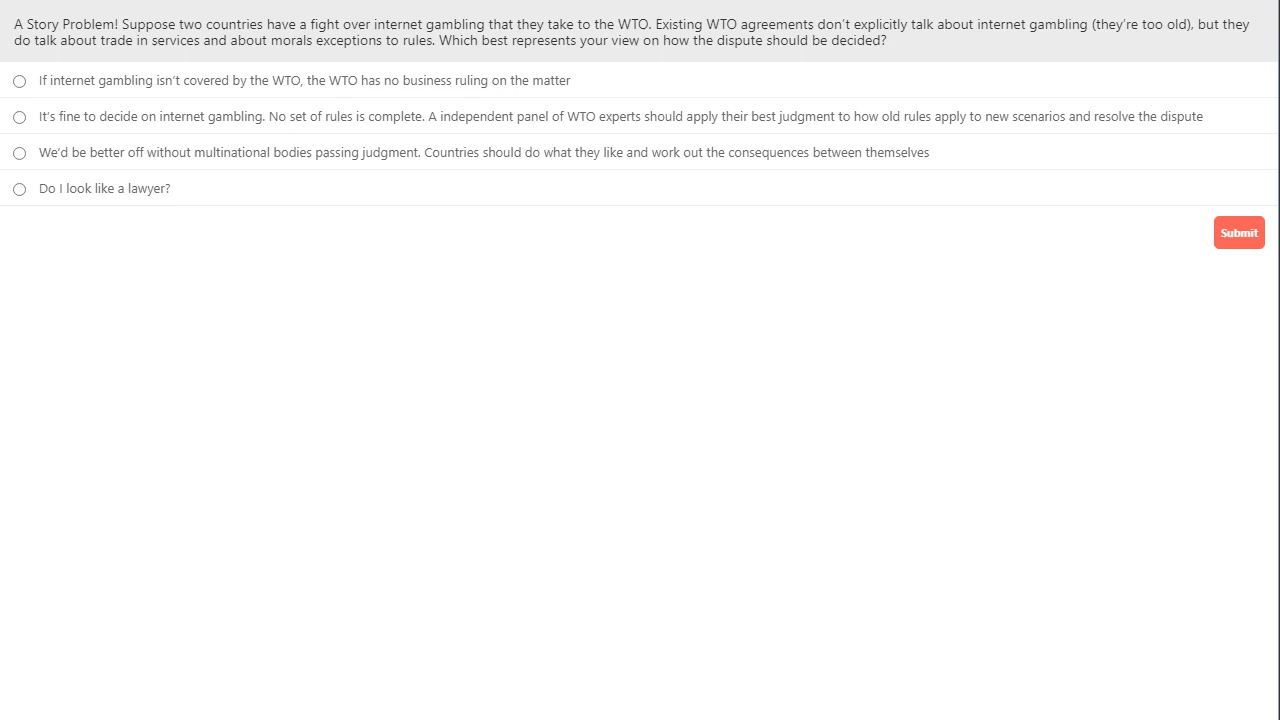 A Story Problem! Suppose two countries have a fight over internet gambling that they take to the WTO. Existing WTO agreements don't explicitly talk about internet gambling (they're too old), but they
do talk about trade in services and about morals exceptions to rules. Which best represents your view on how the dispute should be decided?
If internet gambling isn't covered by the WTO, the WTO has no business ruling on the matter
It's fine to decide on internet gambling. No set of rules is complete. A independent panel of WTO experts should apply their best judgment to how old rules apply to new scenarios and resolve the dispute
We'd be better off without multinational bodies passing judgment. Countries should do what they like and work out the consequences between themselves
Do I look like a lawyer?
Submit